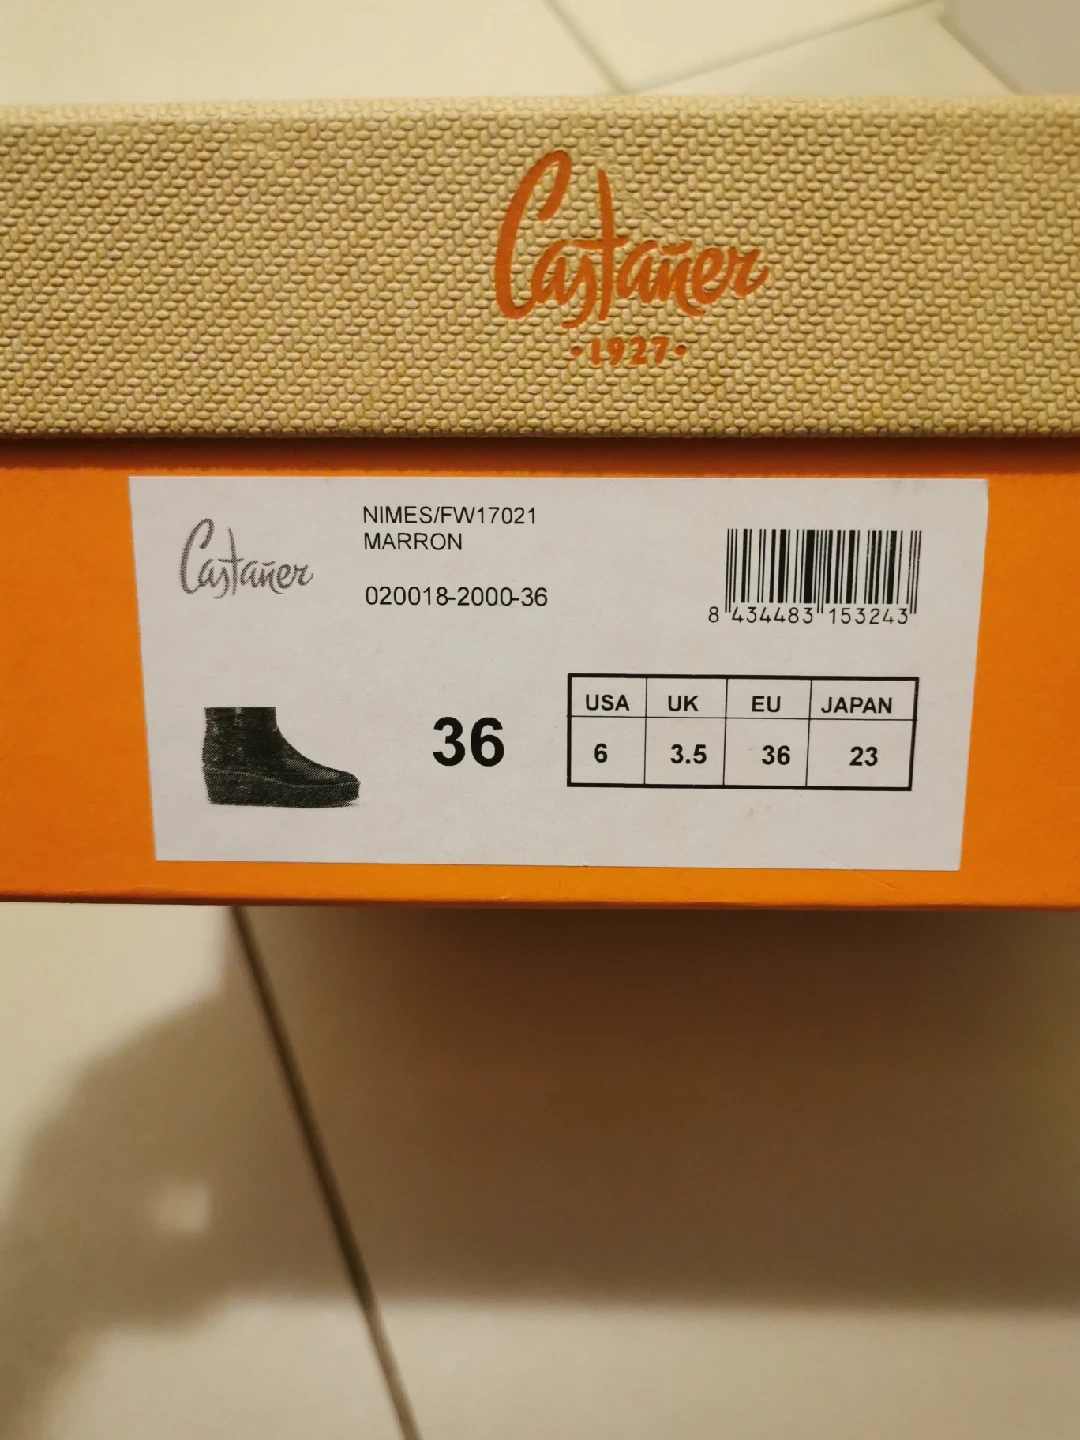 Castañer
·1927·
Castañer
NIMES/FW17021
MARRON
020018-2000-36
8 434483 153243
36
USA UK EU JAPAN
6 3.5 36 23